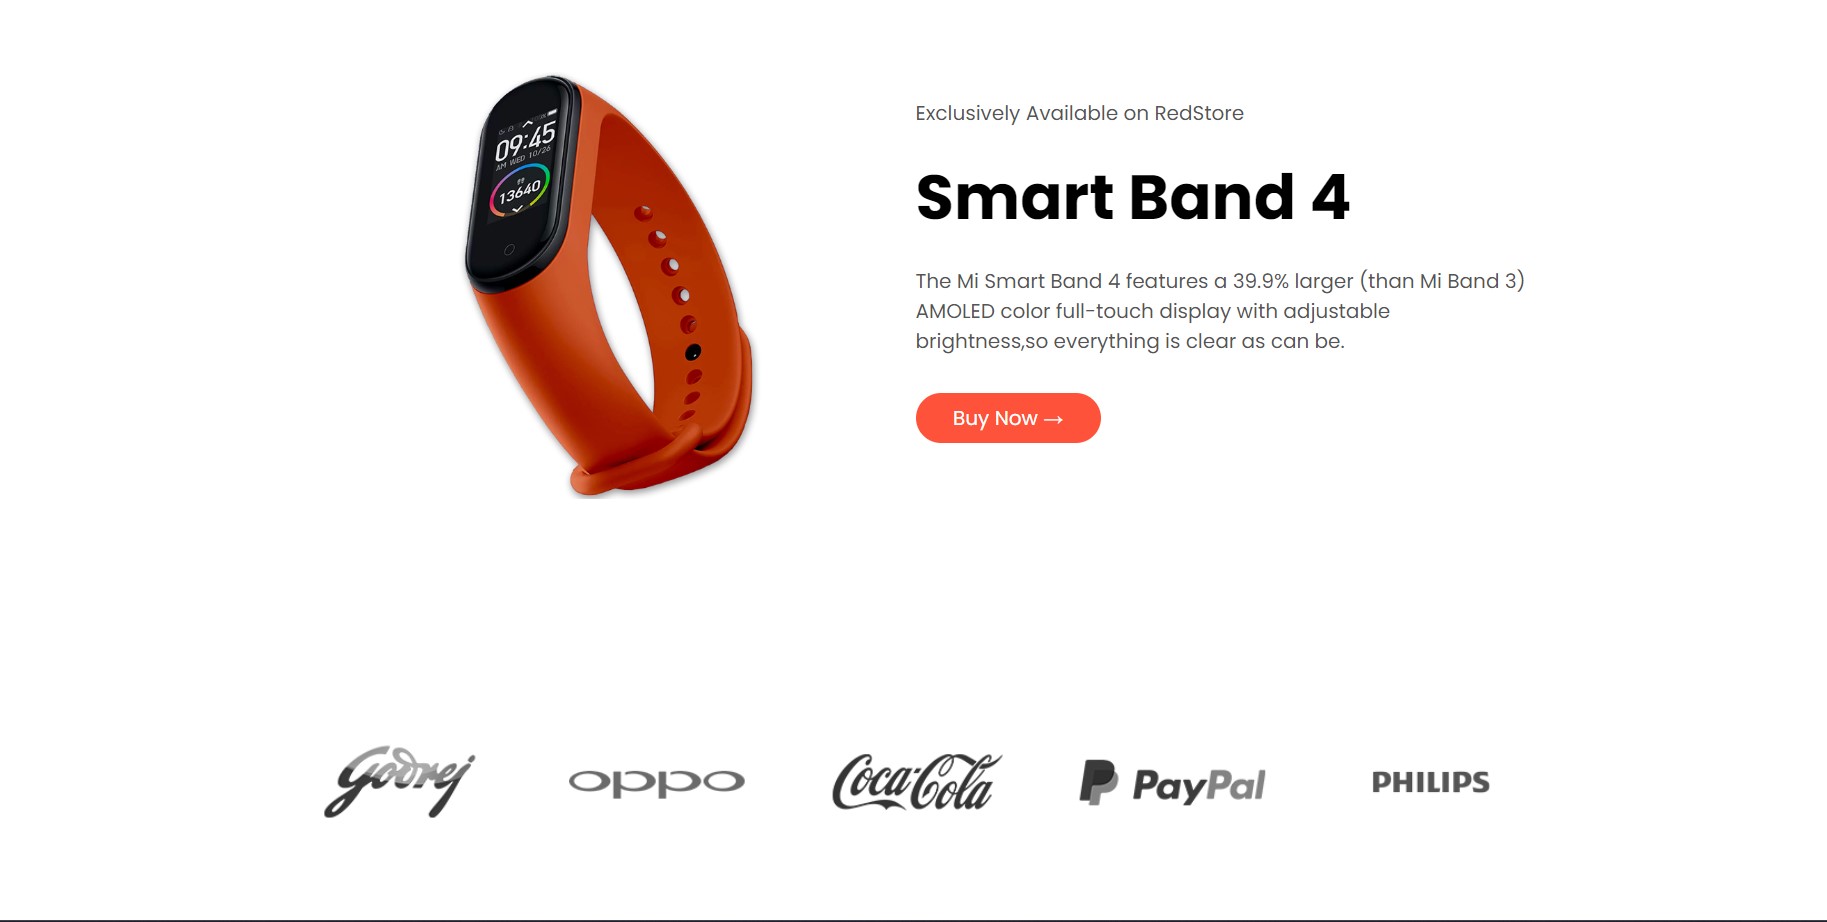 09:45
AM WED 10/26
13640
Exclusively Available on RedStore
Smart Band 4
The Mi Smart Band 4 features a 39.9% larger (than Mi Band 3)
AMOLED color full-touch display with adjustable
brightness,so everything is clear as can be.
Buy Now →
Godrej
oppo
Coca-Cola
PayPal
PHILIPS